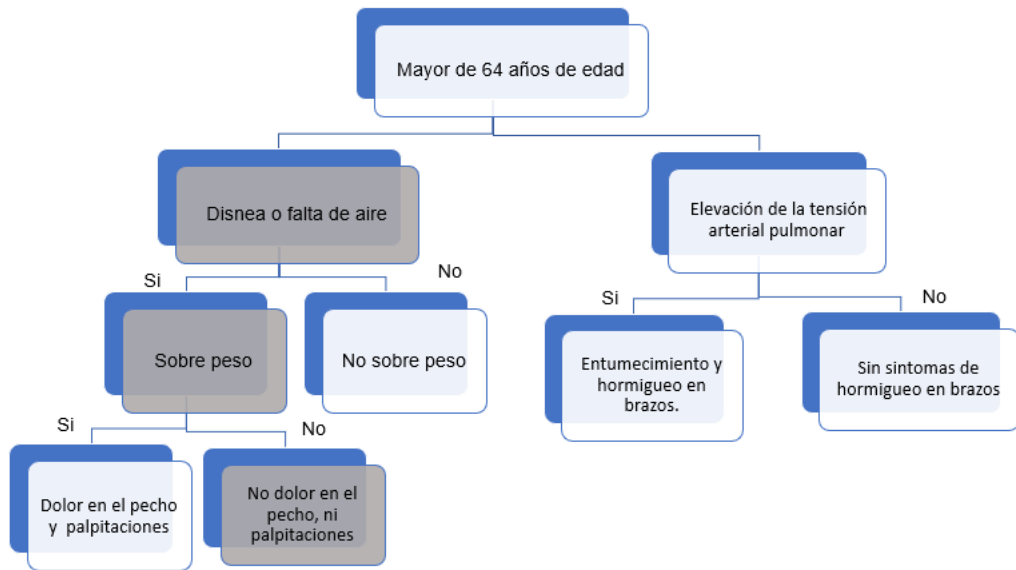 Mayor de 64 años de edad
Disnea o falta de aire
Elevación de la tensión
arterial pulmonar
Si
No
Si
No
Sobre peso
No sobre peso
Entumecimiento y
hormigueo en
brazos.
Sin sintomas de
hormigueo en brazos
Si
No
Dolor en el pecho
y palpitaciones
No dolor en el
pecho, ni
palpitaciones